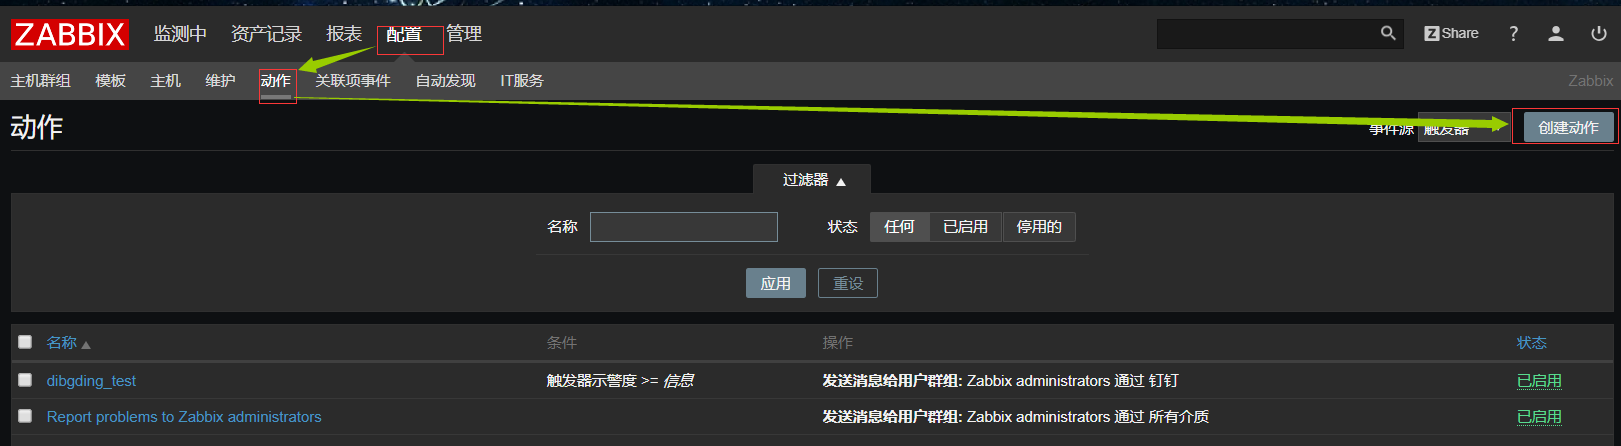 ZABBIX 监测中 资产记录 报表 配置 管理 Share ?
主机群组 模板 主机 维护 动作 关联项事件 自动发现 IT服务 Zabbix
动作 事件源 触发器 创建动作
过滤器 ▲
名称 状态 任何 已启用 停用的
应用 重设
名称 ▲ 条件 操作 状态
dibgding_test 触发器示警度 >= 信息 发送消息给用户群组: Zabbix administrators 通过 钉钉 已启用
Report problems to Zabbix administrators 发送消息给用户群组: Zabbix administrators 通过 所有介质 已启用